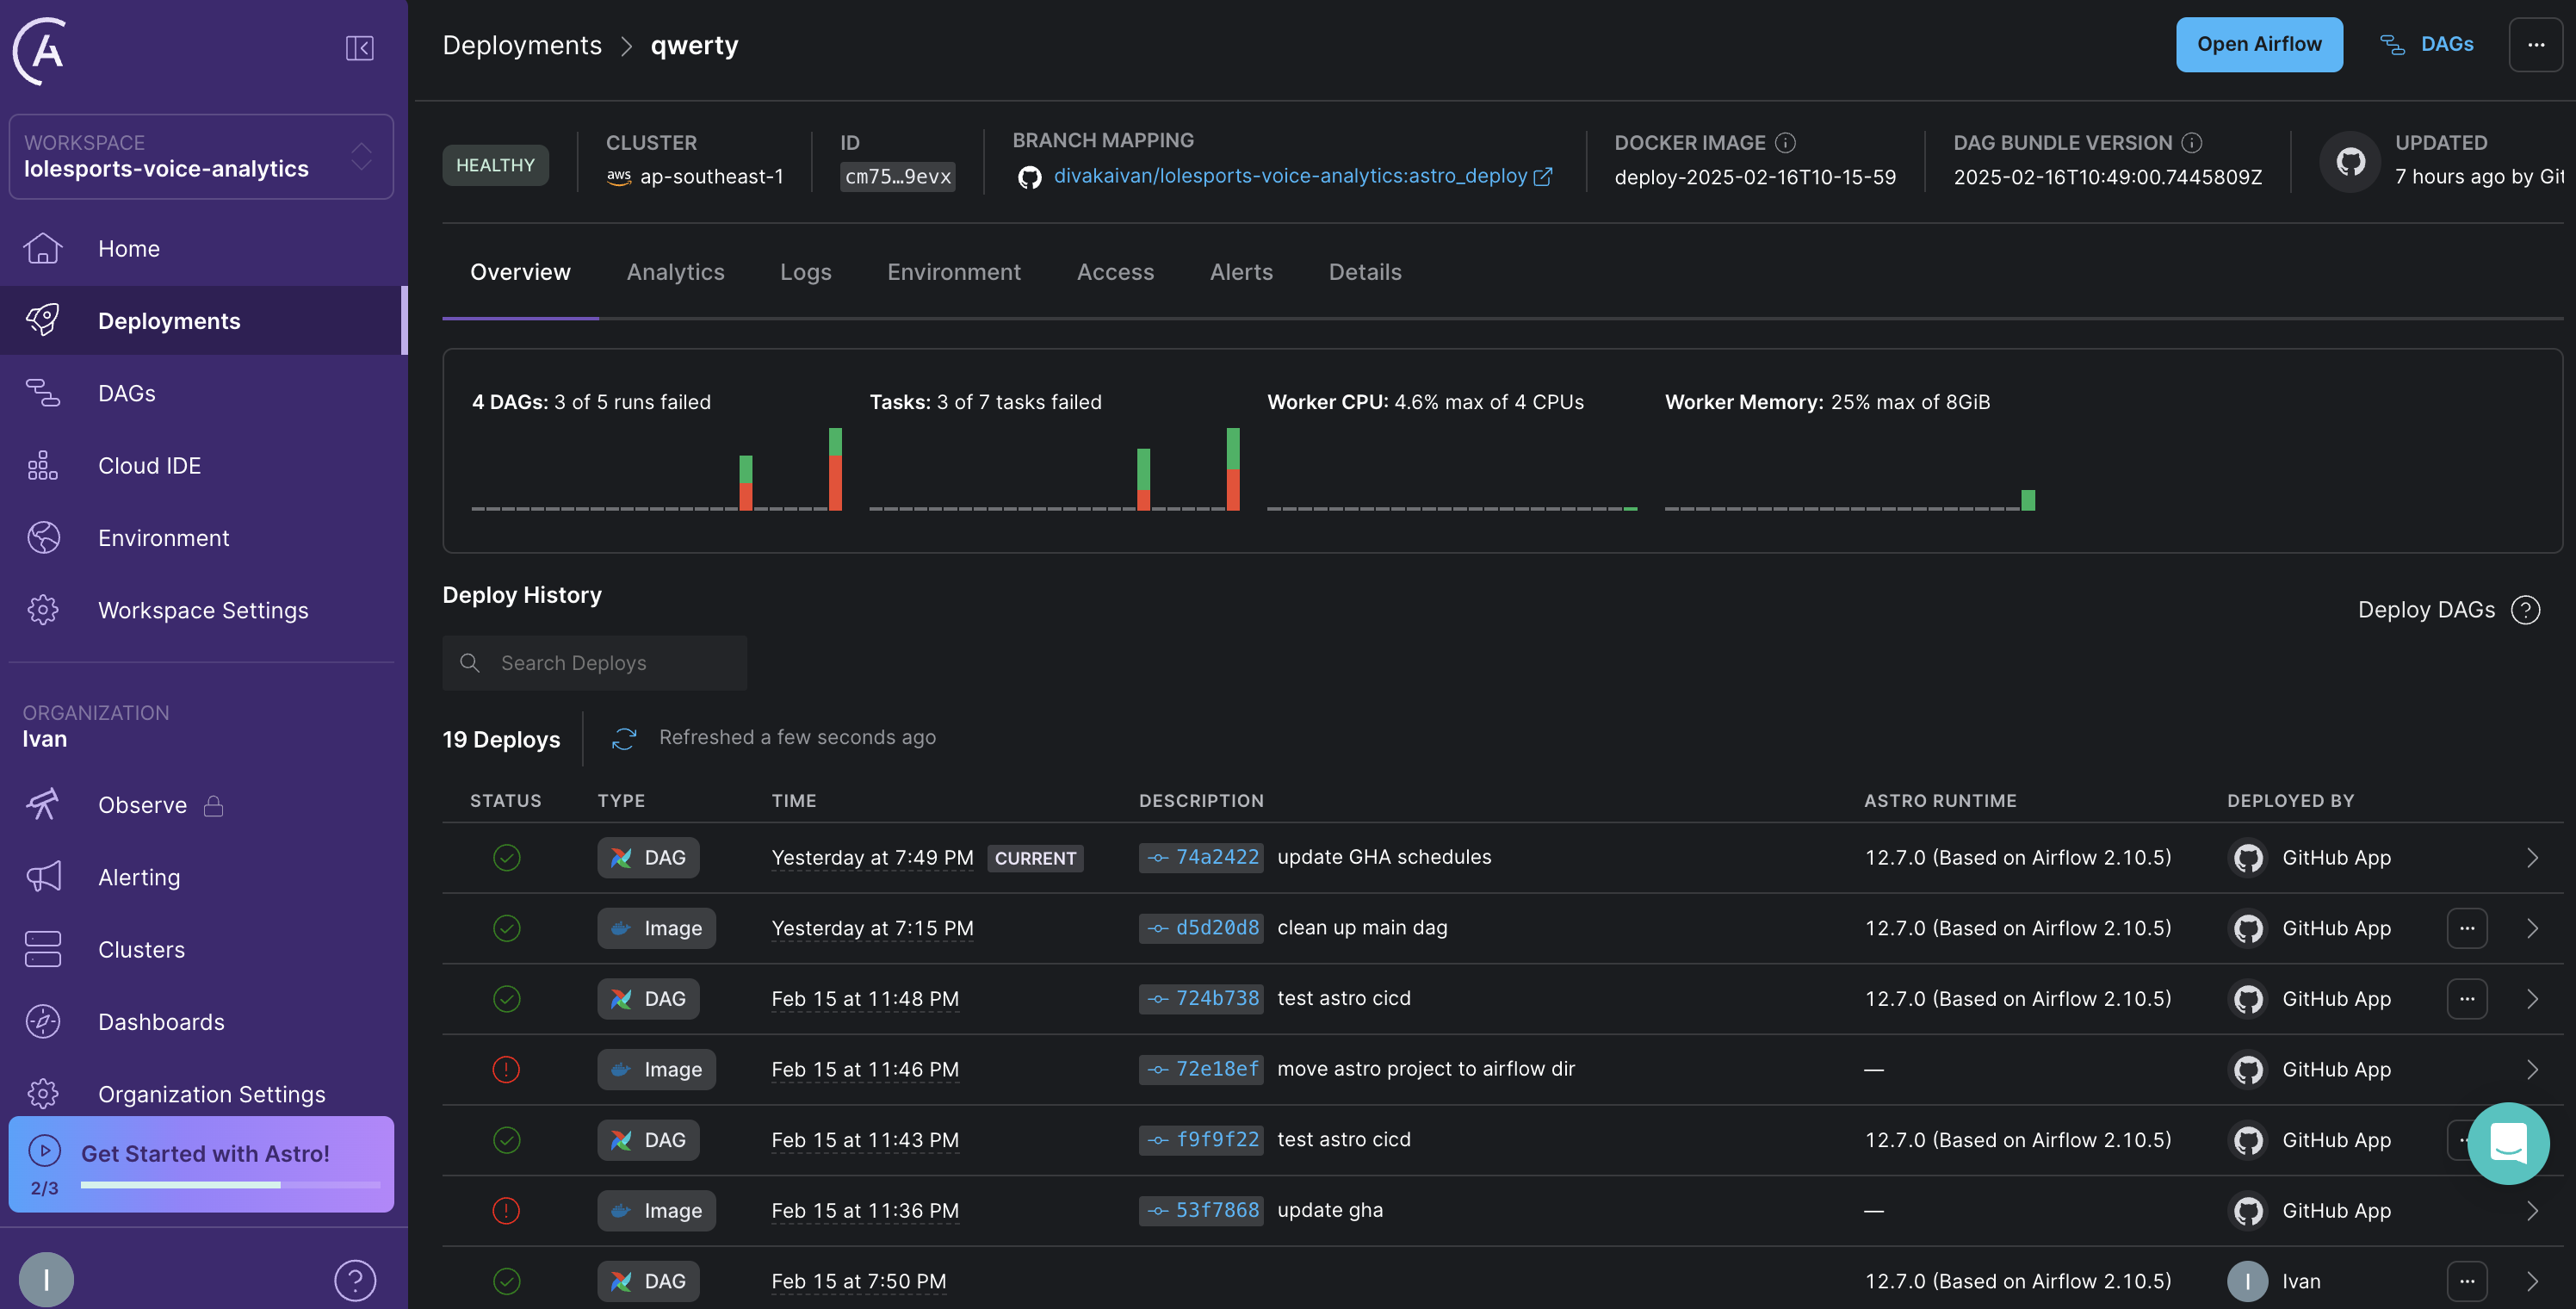 A
WORKSPACE
lolesports-voice-analytics
Home
Deployments
DAGs
Cloud IDE
Environment
Workspace Settings
ORGANIZATION
Ivan
Observe
Alerting
Clusters
Dashboards
Organization Settings
Get Started with Astro!
2/3
I
?
Deployments > qwerty
Open Airflow
DAGs
...
HEALTHY
CLUSTER
aws ap-southeast-1
ID
cm75…9evx
BRANCH MAPPING
divakaivan/lolesports-voice-analytics:astro_deploy
DOCKER IMAGE
deploy-2025-02-16T10-15-59
DAG BUNDLE VERSION
2025-02-16T10:49:00.7445809Z
UPDATED
7 hours ago by Git
Overview Analytics Logs Environment Access Alerts Details
4 DAGs: 3 of 5 runs failed
Tasks: 3 of 7 tasks failed
Worker CPU: 4.6% max of 4 CPUs
Worker Memory: 25% max of 8GiB
Deploy History
Deploy DAGs ?
Search Deploys
19 Deploys
Refreshed a few seconds ago
STATUS TYPE TIME DESCRIPTION ASTRO RUNTIME DEPLOYED BY
DAG Yesterday at 7:49 PM CURRENT 74a2422 update GHA schedules 12.7.0 (Based on Airflow 2.10.5) GitHub App
Image Yesterday at 7:15 PM d5d20d8 clean up main dag 12.7.0 (Based on Airflow 2.10.5) GitHub App ...
DAG Feb 15 at 11:48 PM 724b738 test astro cicd 12.7.0 (Based on Airflow 2.10.5) GitHub App ...
! Image Feb 15 at 11:46 PM 72e18ef move astro project to airflow dir — GitHub App
DAG Feb 15 at 11:43 PM f9f9f22 test astro cicd 12.7.0 (Based on Airflow 2.10.5) GitHub App
! Image Feb 15 at 11:36 PM 53f7868 update gha — GitHub App
DAG Feb 15 at 7:50 PM 12.7.0 (Based on Airflow 2.10.5) I Ivan ...